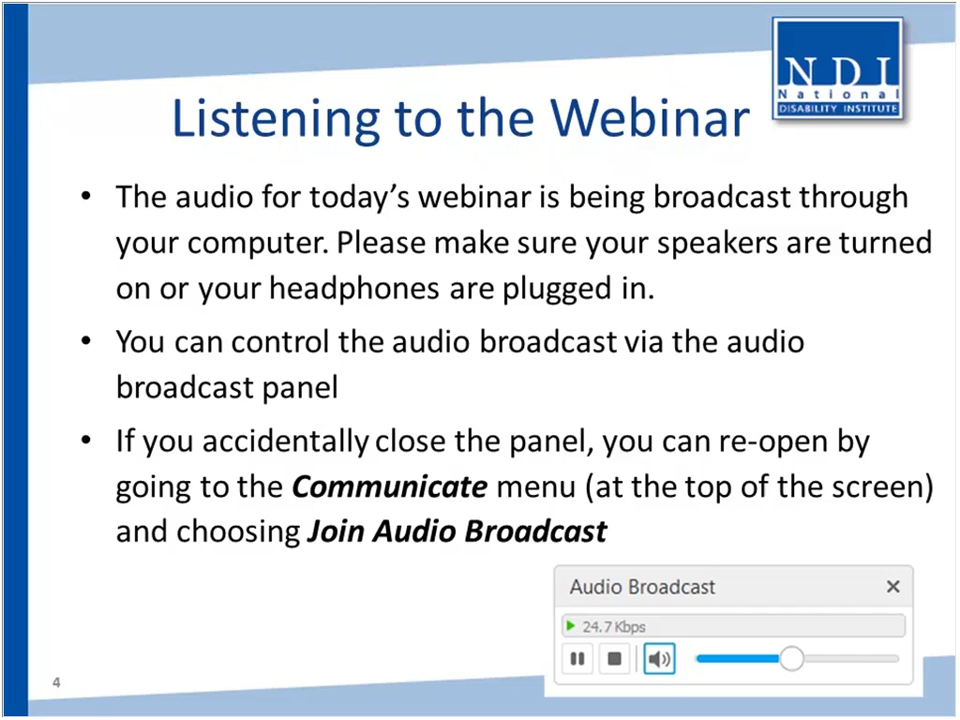 NDI
National
DISABILITY INSTITUTE
Listening to the Webinar
• The audio for today's webinar is being broadcast through
your computer. Please make sure your speakers are turned
on or your headphones are plugged in.
• You can control the audio broadcast via the audio
broadcast panel
• If you accidentally close the panel, you can re-open by
going to the Communicate menu (at the top of the screen)
and choosing Join Audio Broadcast
Audio Broadcast
24.7 Kbps
4